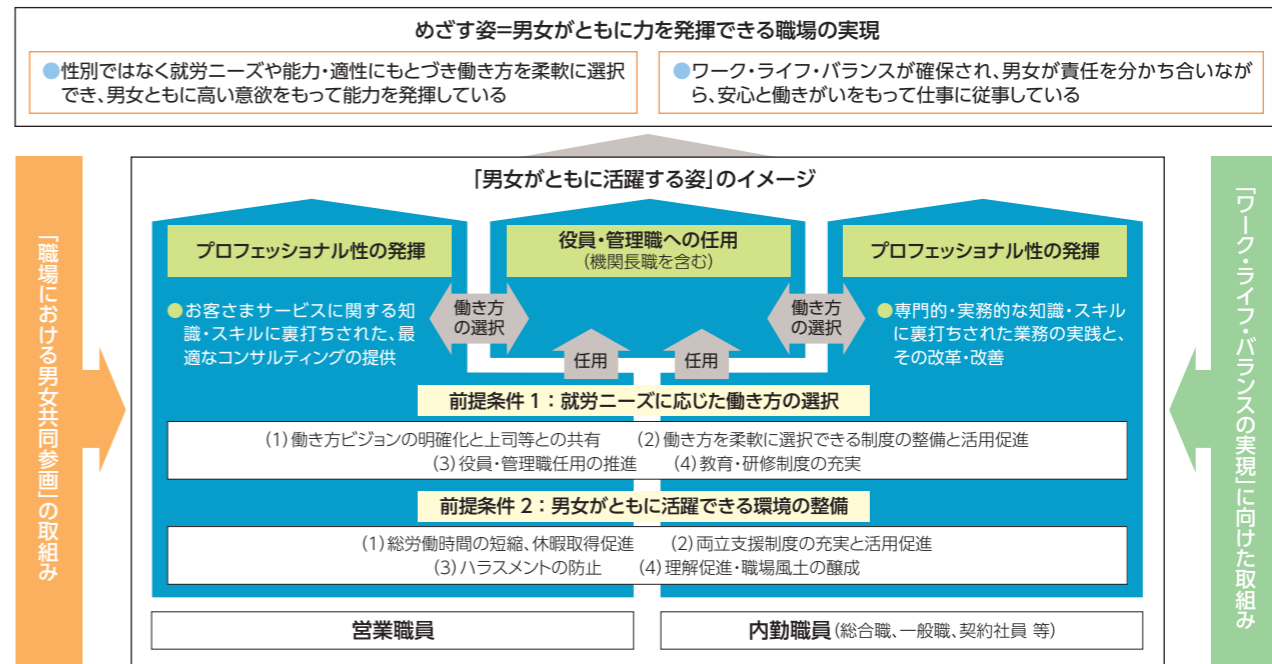 めざす姿=男女がともに力を発揮できる職場の実現
●性別ではなく就労ニーズや能力・適性にもとづき働き方を柔軟に選択
でき、男女ともに高い意欲をもって能力を発揮している
●ワーク・ライフ・バランスが確保され、男女が責任を分かち合いなが
ら、安心と働きがいをもって仕事に従事している
「職場における男女共同参画」の取組み
「男女がともに活躍する姿」のイメージ
プロフェッショナル性の発揮
●お客さまサービスに関する知
識・スキルに裏打ちされた、最
適なコンサルティングの提供
働き方
の選択
役員・管理職への任用
(機関長職を含む)
任用
任用
働き方
の選択
プロフェッショナル性の発揮
●専門的・実務的な知識・スキル
に裏打ちされた業務の実践と、
その改革・改善
前提条件1：就労ニーズに応じた働き方の選択
(1)働き方ビジョンの明確化と上司等との共有 (2)働き方を柔軟に選択できる制度の整備と活用促進
(3)役員・管理職任用の推進 (4)教育・研修制度の充実
前提条件2：男女がともに活躍できる環境の整備
(1)総労働時間の短縮、休暇取得促進 (2)両立支援制度の充実と活用促進
(3)ハラスメントの防止 (4)理解促進・職場風土の醸成
営業職員
内勤職員(総合職、一般職、契約社員 等)
「ワーク・ライフ・バランスの実現」に向けた取組み